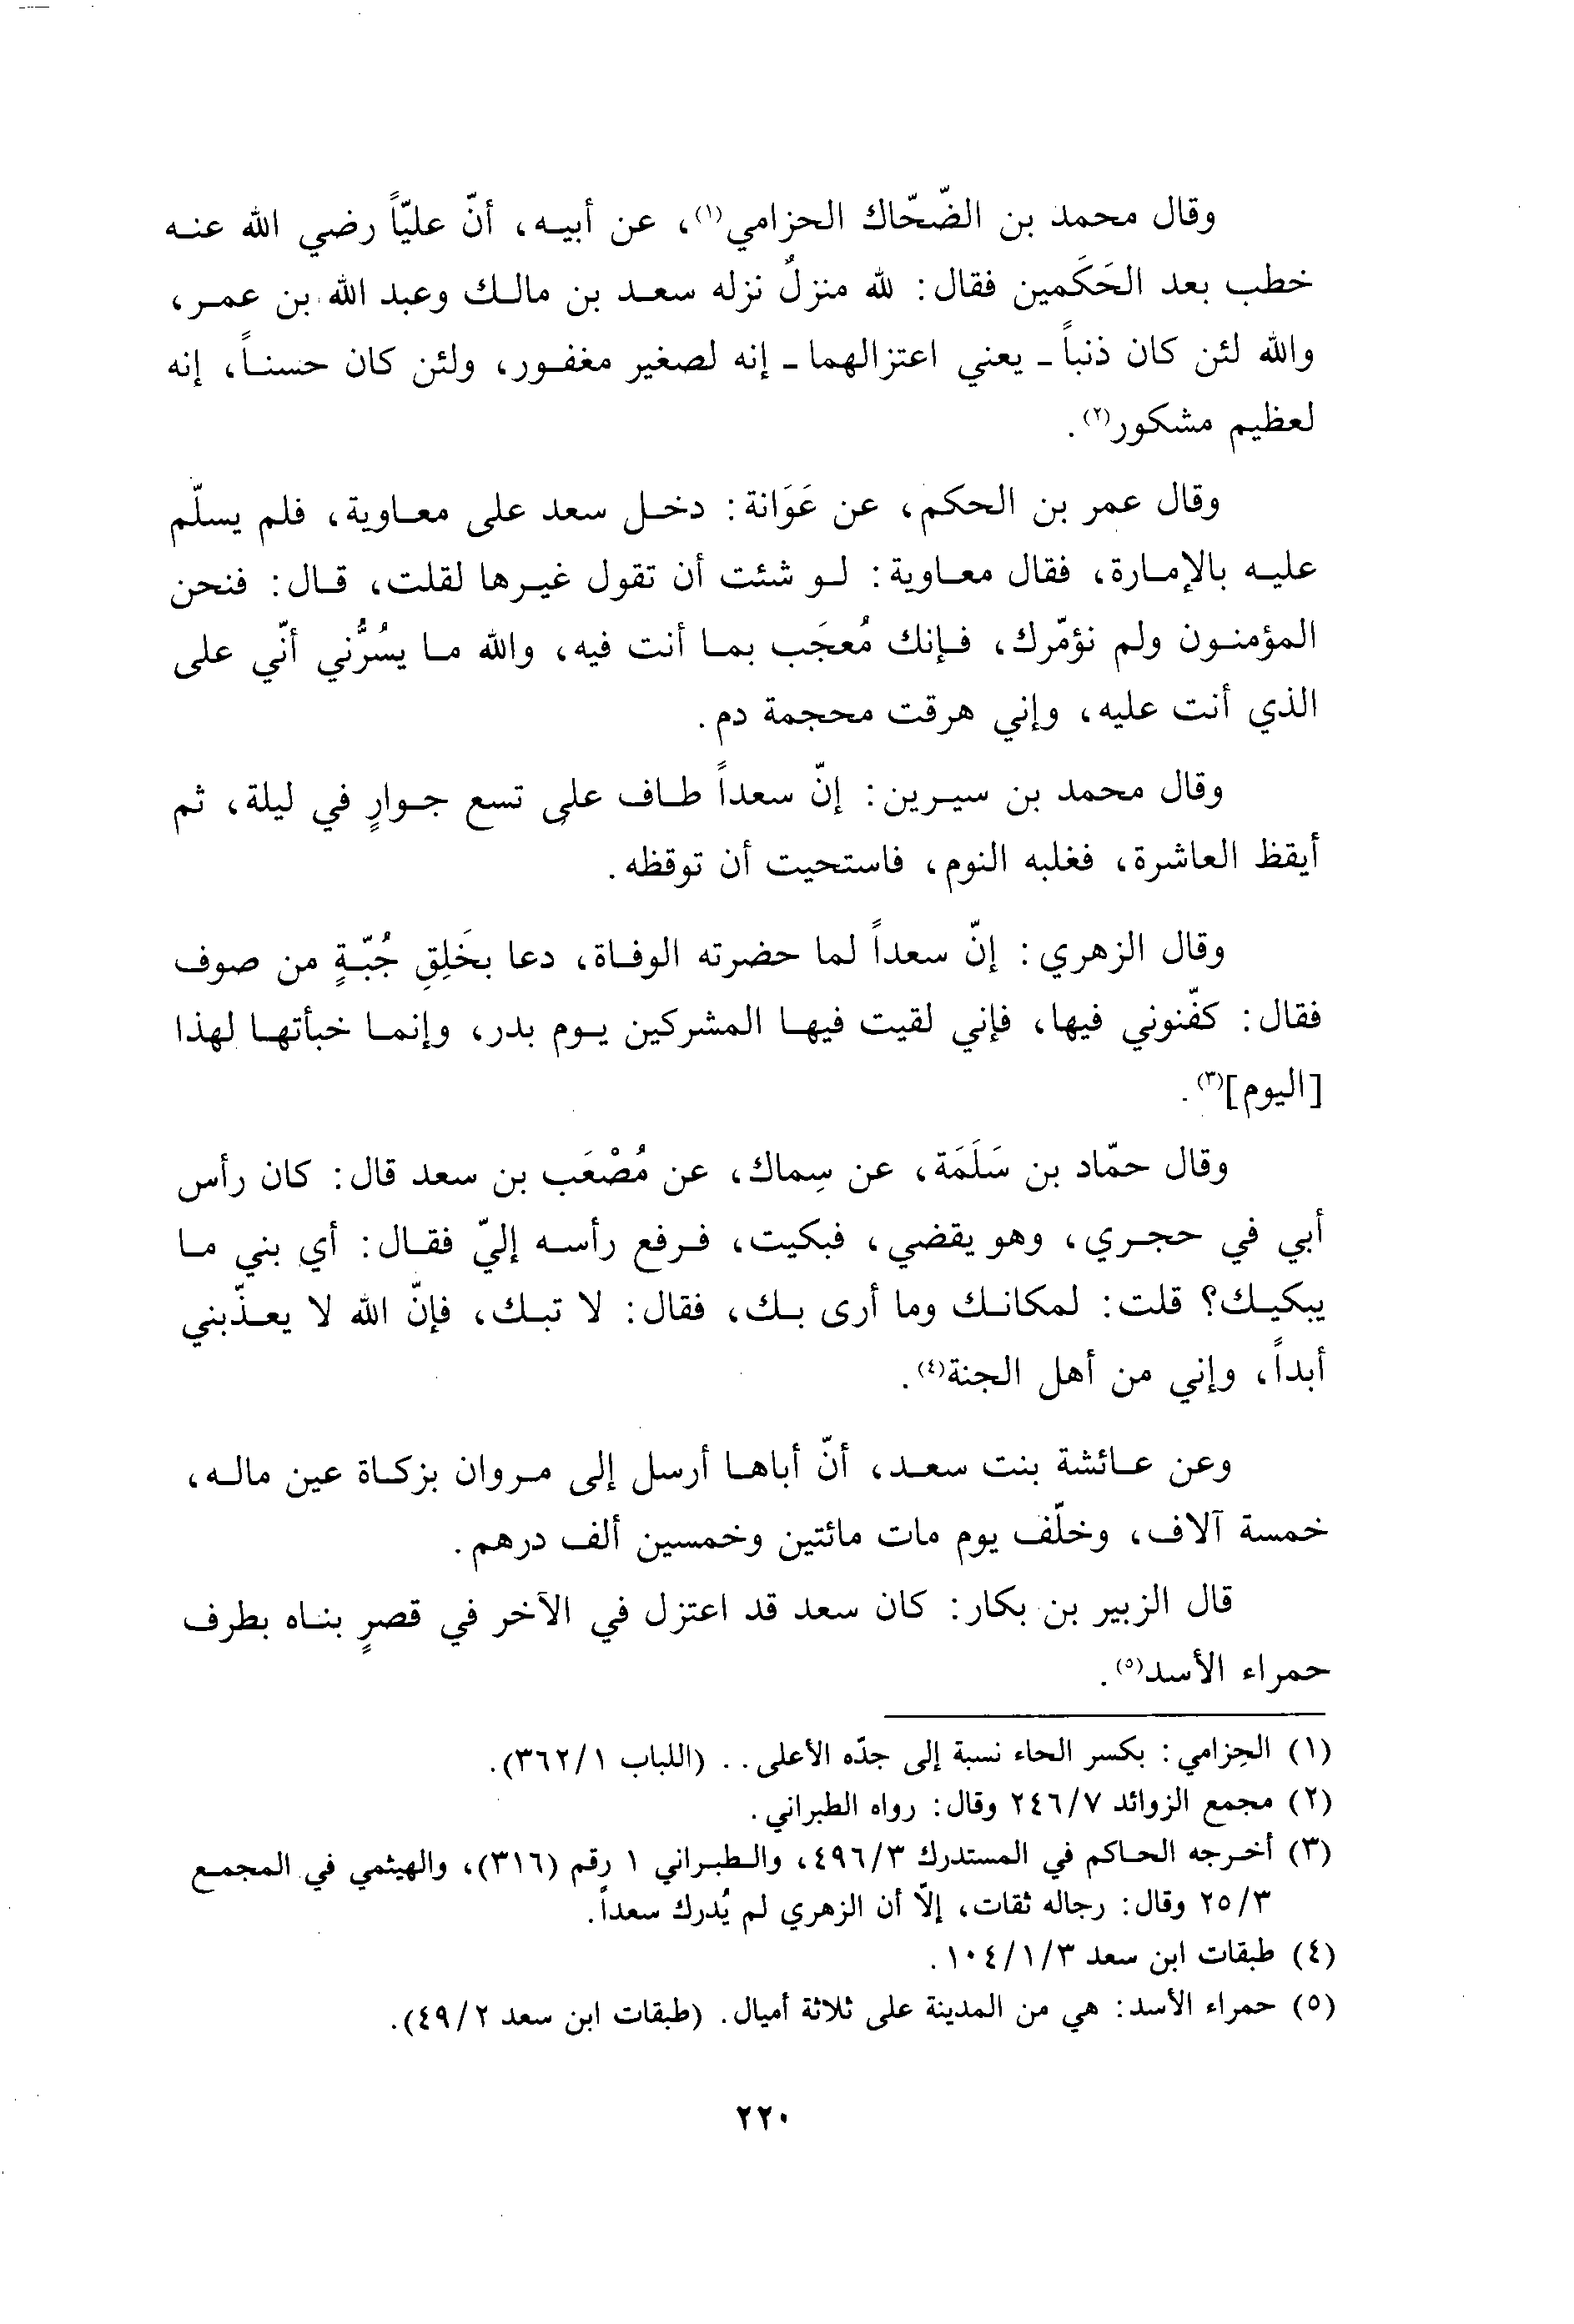 وقال محمد بن الضّحّاك الحزامي(١)، عن أبيه، أنّ عليّاً رضي الله عنه
خطب بعد الحَكَمين فقال: لله منزلُ نزله سعد بن مالك وعبد الله بن عمر،
والله لئن كان ذنباً - يعني اعتزالهما - إنه لصغير مغفور، ولئن كان حسناً، إنه
لعظيم مشكور(٢).
وقال عمر بن الحكم، عن عَوَانة: دخل سعد على معاوية، فلم يسلّم
عليه بالإمارة، فقال معاوية: لو شئت أن تقول غيرها لقلت، قال: فنحن
المؤمنون ولم نؤمّرك، فإنك مُعجَب بما أنت فيه، والله ما يسُرُّني أنّي على
الذي أنت عليه، وإني هرقت محجمة دم.
وقال محمد بن سيرين: إنّ سعداً طاف على تسع جوارٍ في ليلة، ثم
أيقظ العاشرة، فغلبه النوم، فاستحيت أن توقظه.
وقال الزهري: إنّ سعداً لما حضرته الوفاة، دعا بخَلِقِ جُبّةٍ من صوف
فقال: كفّنوني فيها، فإني لقيت فيها المشركين يوم بدر، وإنما خبأتها لهذا
[اليوم](٣).
وقال حمّاد بن سَلَمَة، عن سِماك، عن مُصْعَب بن سعد قال: كان رأس
أبي في حجري، وهو يقضي، فبكيت، فرفع رأسه إليّ فقال: أي بني ما
يبكيك؟ قلت: لمكانك وما أرى بك، فقال: لا تبك، فإنّ الله لا يعذّبني
أبداً، وإني من أهل الجنة(٤).
وعن عائشة بنت سعد، أنّ أباها أرسل إلى مروان بزكاة عين ماله،
خمسة آلاف، وخلّف يوم مات مائتين وخمسين ألف درهم.
قال الزبير بن بكار: كان سعد قد اعتزل في الآخر في قصرٍ بناه بطرف
حمراء الأسد(٥).
(١) الحِزامي: بكسر الحاء نسبة إلى جدّه الأعلى.. (اللباب ٣٦٢/١).
(٢) مجمع الزوائد ٢٤٦/٧ وقال: رواه الطبراني.
(٣) أخرجه الحاكم في المستدرك ٤٩٦/٣، والطبراني ١ رقم (٣١٦)، والهيثمي في المجمع
٢٥/٣ وقال: رجاله ثقات، إلّا أن الزهري لم يُدرك سعداً.
(٤) طبقات ابن سعد ١٠٤/١/٣.
(٥) حمراء الأسد: هي من المدينة على ثلاثة أميال. (طبقات ابن سعد ٤٩/٢).
٢٢٠